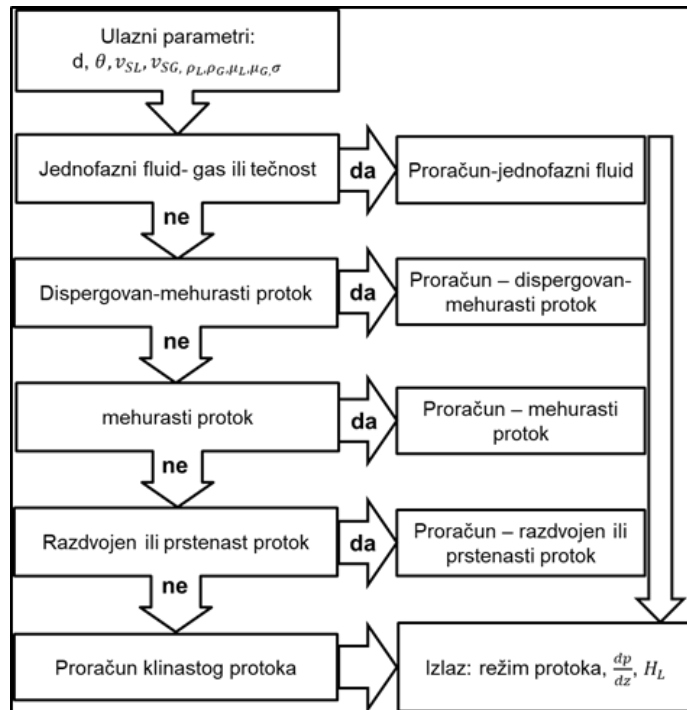 Ulazni parametri:
d, θ, v_SL, v_SG, ρ_L, ρ_G, μ_L, μ_G, σ
Jednofazni fluid- gas ili tečnost
da
Proračun-jednofazni fluid
ne
Dispergovan-mehurasti protok
da
Proračun – dispergovan-
mehurasti protok
ne
mehurasti protok
da
Proračun – mehurasti
protok
ne
Razdvojen ili prstenast protok
da
Proračun – razdvojen ili
prstenasti protok
ne
Proračun klinastog protoka
Izlaz: režim protoka, dp/dz, H_L